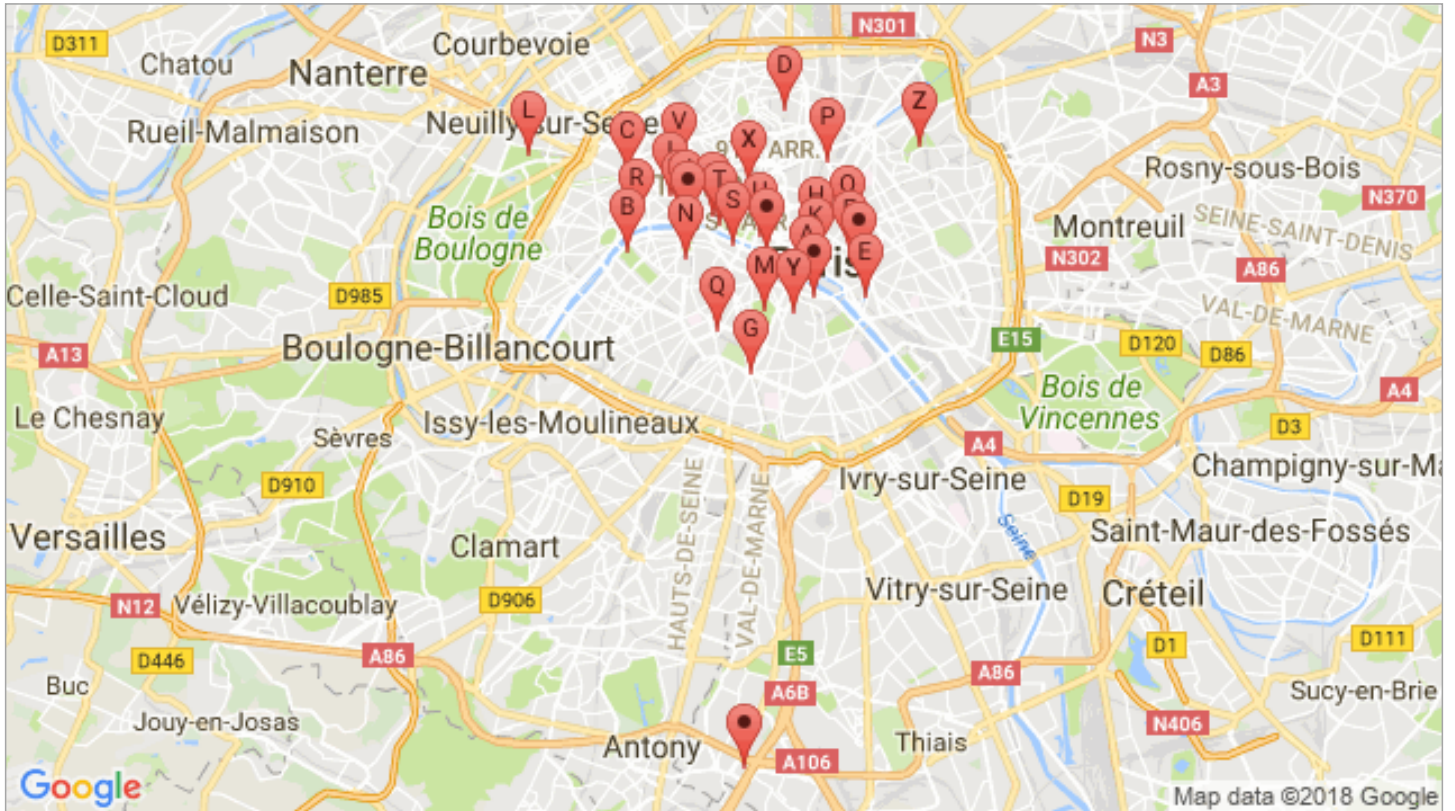 N301
D311
Courbevoie
N3
Chatou
Nanterre
D
A3
L
Neuilly-sur-Seine
Z
Rueil-Malmaison
C
V
P
X
9
ARR.
Rosny-sous-Bois
R
T
O
N370
Bois de
Boulogne
B
N
S
H
K
Montreuil
SEINE-SAINT-DENIS
A
E
N302
A86
M
Y
Celle-Saint-Cloud
D985
Q
VAL-DE-MARNE
G
E15
D120
D86
A13
Boulogne-Billancourt
Bois de
Vincennes
A4
Le Chesnay
Issy-les-Moulineaux
D3
Sèvres
A4
Champigny-sur-Ma
D910
Ivry-sur-Seine
D19
HAUTS-DE-SEINE
VAL-DE-MARNE
Seine
Versailles
Clamart
Saint-Maur-des-Fossés
Vitry-sur-Seine
Créteil
N12
Vélizy-Villacoublay
D906
D1
D111
D446
A86
E5
A86
Buc
A6B
Sucy-en-Brie
Jouy-en-Josas
N406
Antony
A106
Thiais
Google
Map data ©2018 Google